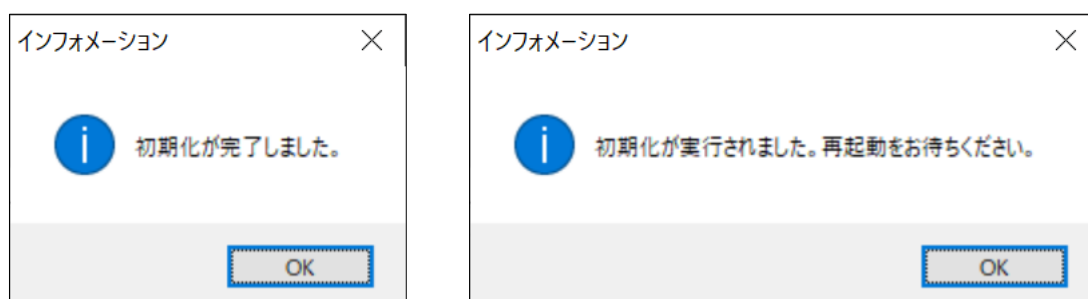 インフォメーション
初期化が完了しました。
OK
インフォメーション
初期化が実行されました。再起動をお待ちください。
OK